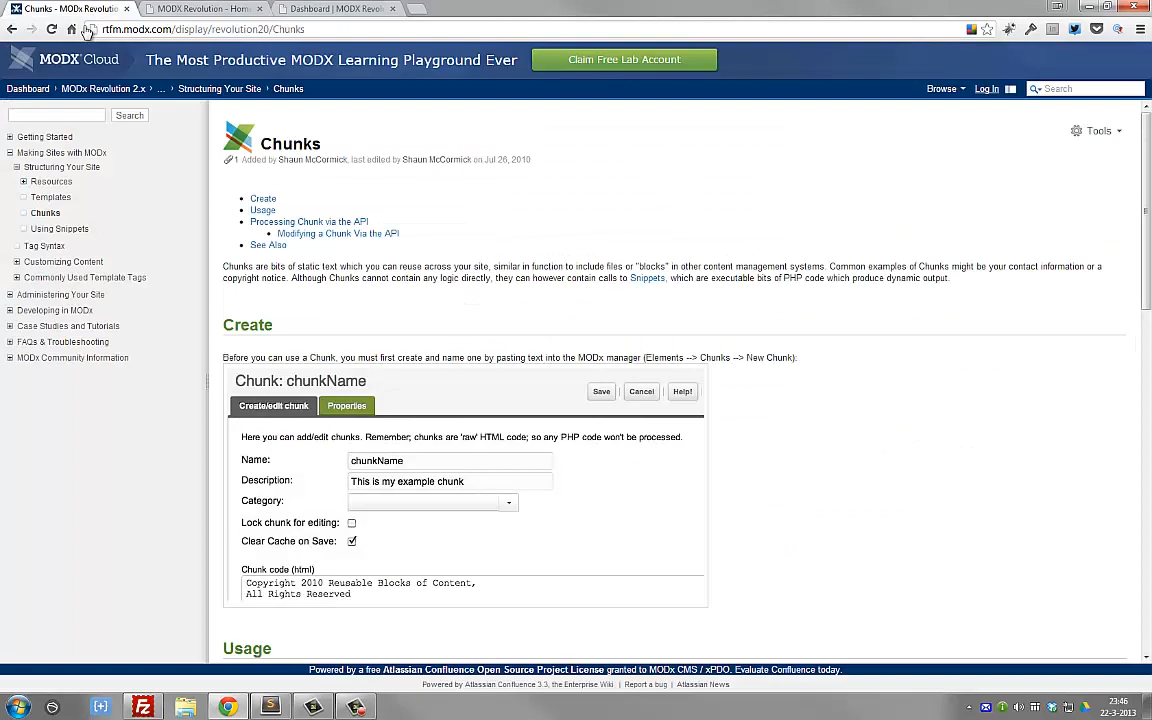 Chunks - MODx Revolutio
MODX Revolution - Home
Dashboard | MODX Revol
rtfm.modx.com/display/revolution20/Chunks
MODX Cloud
The Most Productive MODX Learning Playground Ever
Claim Free Lab Account
Dashboard › MODx Revolution 2.x › ... › Structuring Your Site › Chunks
Browse
Log In
Search
Search
Getting Started
Making Sites with MODx
Structuring Your Site
Resources
Templates
Chunks
Using Snippets
Tag Syntax
Customizing Content
Commonly Used Template Tags
Administering Your Site
Developing in MODx
Case Studies and Tutorials
FAQs & Troubleshooting
MODx Community Information
Chunks
Tools
1 Added by Shaun McCormick, last edited by Shaun McCormick on Jul 26, 2010
• Create
• Usage
• Processing Chunk via the API
• Modifying a Chunk Via the API
• See Also
Chunks are bits of static text which you can reuse across your site, similar in function to include files or "blocks" in other content management systems. Common examples of Chunks might be your contact information or a
copyright notice. Although Chunks cannot contain any logic directly, they can however contain calls to Snippets, which are executable bits of PHP code which produce dynamic output.
Create
Before you can use a Chunk, you must first create and name one by pasting text into the MODx manager (Elements --> Chunks --> New Chunk):
Chunk: chunkName
Save
Cancel
Help!
Create/edit chunk
Properties
Here you can add/edit chunks. Remember; chunks are 'raw' HTML code; so any PHP code won't be processed.
Name:
chunkName
Description:
This is my example chunk
Category:
Lock chunk for editing:
Clear Cache on Save:
Chunk code (html)
Copyright 2010 Reusable Blocks of Content,
All Rights Reserved
Usage
Powered by a free Atlassian Confluence Open Source Project License granted to MODx CMS / xPDO. Evaluate Confluence today.
Powered by Atlassian Confluence 3.3, the Enterprise Wiki | Report a bug | Atlassian News
23:46
22-3-2013